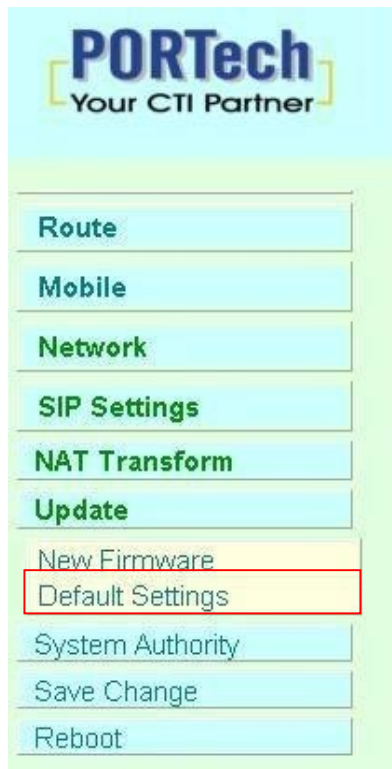 PORTech
Your CTI Partner
Route
Mobile
Network
SIP Settings
NAT Transform
Update
New Firmware
Default Settings
System Authority
Save Change
Reboot